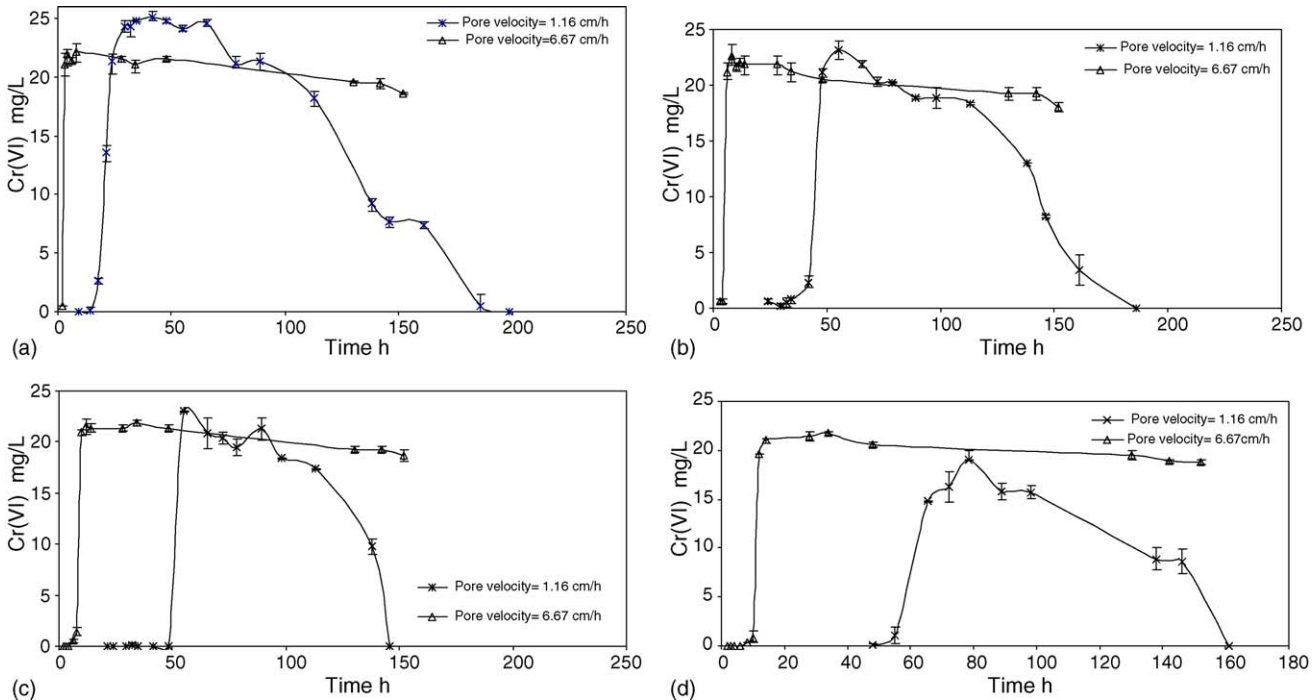 25
20
15
10
5
0
Cr(VI) mg/L
Pore velocity= 1.16 cm/h
Pore velocity=6.67 cm/h
0 50 100 150 200 250
Time h
(a)
25
20
15
10
5
0
Cr(VI) mg/L
Pore velocity= 1.16 cm/h
Pore velocity= 6.67 cm/h
0 50 100 150 200 250
Time h
(b)
25
20
15
10
5
0
Cr(VI) mg/L
Pore velocity= 1.16 cm/h
Pore velocity= 6.67 cm/h
0 50 100 150 200 250
Time h
(c)
25
20
15
10
5
0
Cr(VI) mg/L
Pore velocity= 1.16 cm/h
Pore velocity= 6.67cm/h
0 20 40 60 80 100 120 140 160 180
Time h
(d)